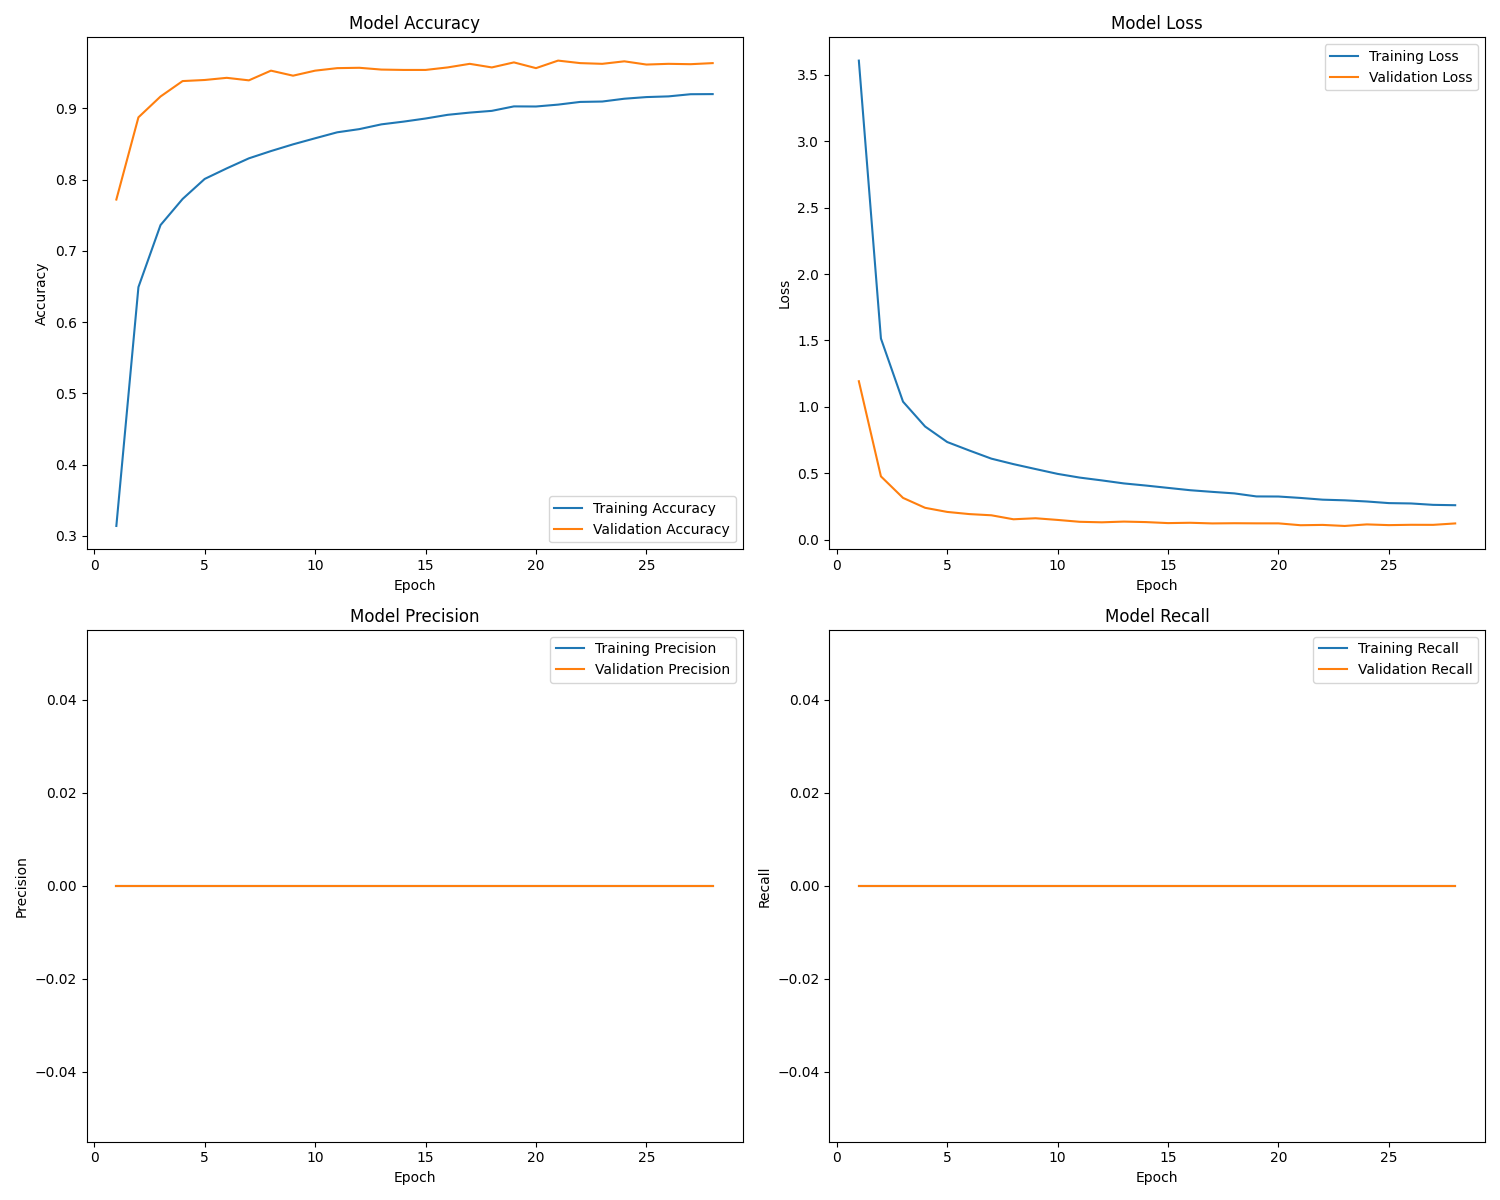 Model Accuracy
Accuracy
0.9
0.8
0.7
0.6
0.5
0.4
0.3
0
5
10
15
20
25
Epoch
Training Accuracy
Validation Accuracy
Model Loss
Loss
3.5
3.0
2.5
2.0
1.5
1.0
0.5
0.0
0
5
10
15
20
25
Epoch
Training Loss
Validation Loss
Model Precision
Precision
0.04
0.02
0.00
−0.02
−0.04
0
5
10
15
20
25
Epoch
Training Precision
Validation Precision
Model Recall
Recall
0.04
0.02
0.00
−0.02
−0.04
0
5
10
15
20
25
Epoch
Training Recall
Validation Recall